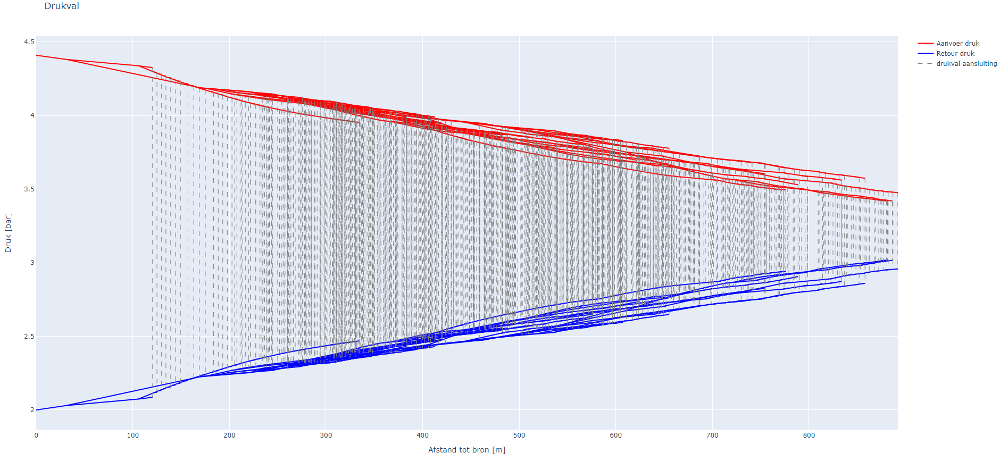 Drukval
Aanvoer druk
Retour druk
drukval aansluiting
4.5
4
3.5
3
2.5
2
Druk [bar]
0 100 200 300 400 500 600 700 800
Afstand tot bron [m]